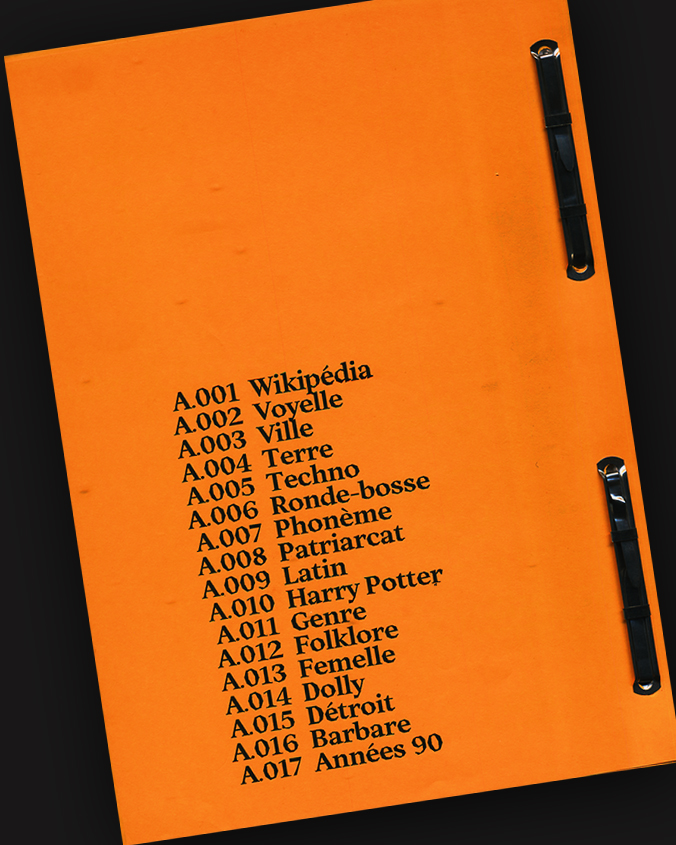 A.001 Wikipédia
A.002 Voyelle
A.003 Ville
A.004 Terre
A.005 Techno
A.006 Ronde-bosse
A.007 Phonème
A.008 Patriarcat
A.009 Latin
A.010 Harry Potter
A.011 Genre
A.012 Folklore
A.013 Femelle
A.014 Dolly
A.015 Détroit
A.016 Barbare
A.017 Années 90